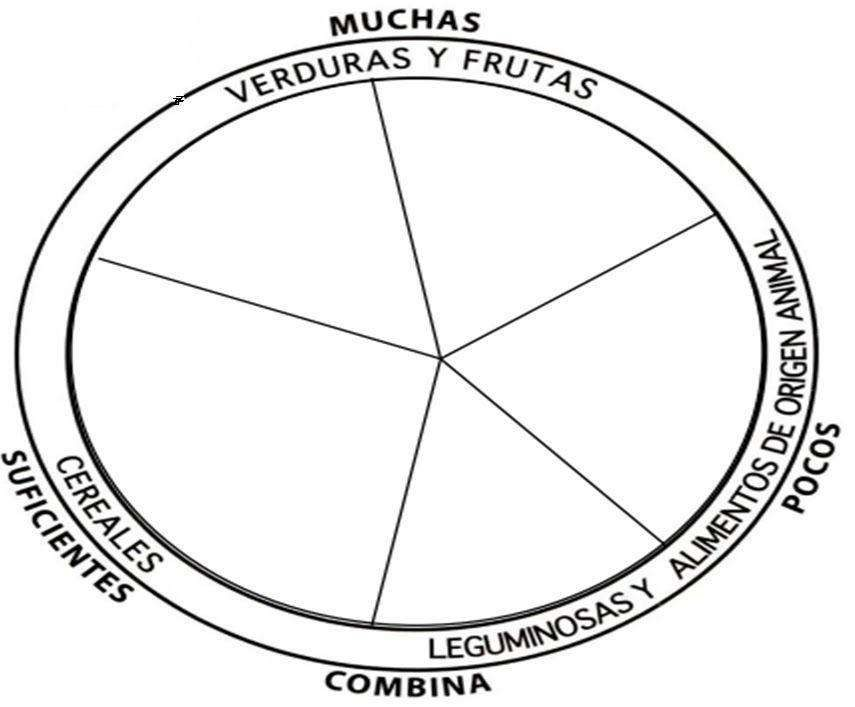 MUCHAS
VERDURAS Y FRUTAS
ALIMENTOS DE ORIGEN ANIMAL
POCOS
CEREALES
SUFICIENTES
LEGUMINOSAS Y
COMBINA